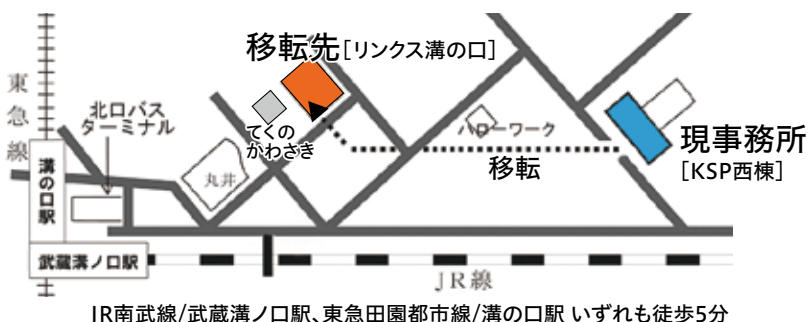 移転先[リンクス溝の口]
東急線
北口バス
ターミナル
てくの
かわさき
ハローワーク
現事務所
[KSP西棟]
移転
丸井
溝の口駅
武蔵溝ノ口駅
JR線
JR南武線/武蔵溝ノ口駅、東急田園都市線/溝の口駅 いずれも徒歩5分